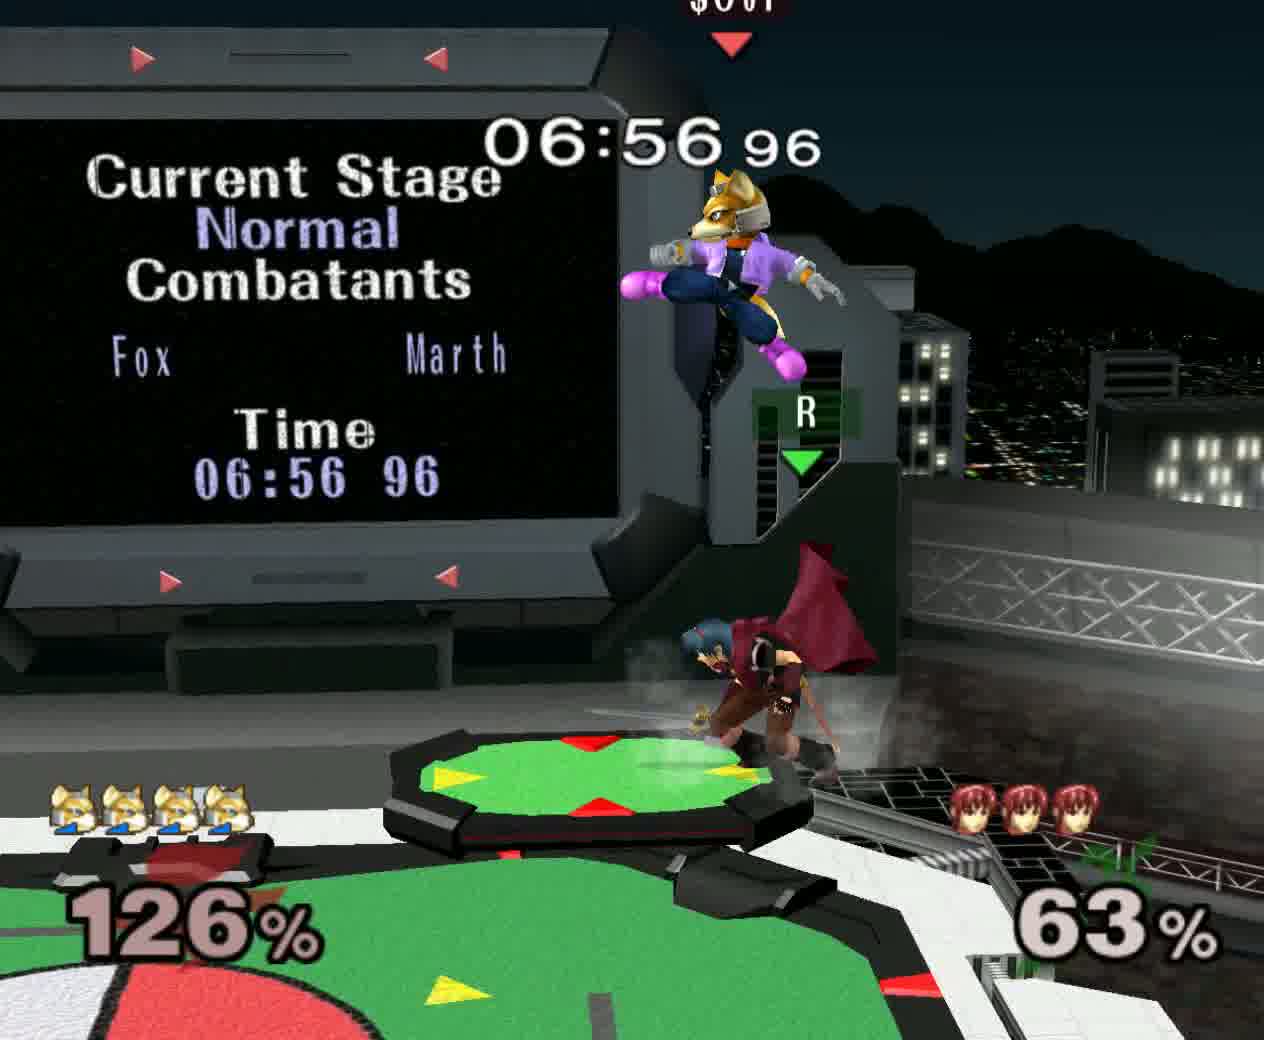 06:56 96
Current Stage
Normal
Combatants
Fox Marth
R
Time
06:56 96
126%
63%